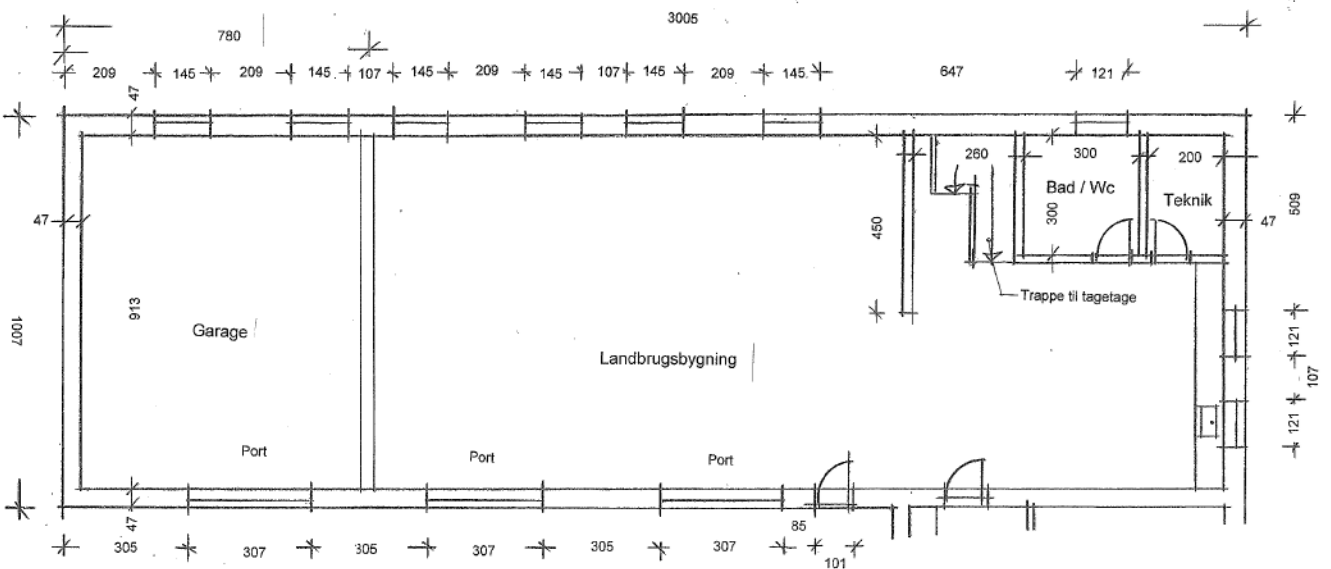 3005
780
209 145 209 145 107 145 209 145 107 145 209 145 647 121
47
260 300 200
Bad / Wc
Teknik
47
450
300
47
509
Trappe til tagetage
913
1007
Garage
Landbrugsbygning
121
107
121
Port
Port
Port
47
85
305 307 305 307 305 307 101